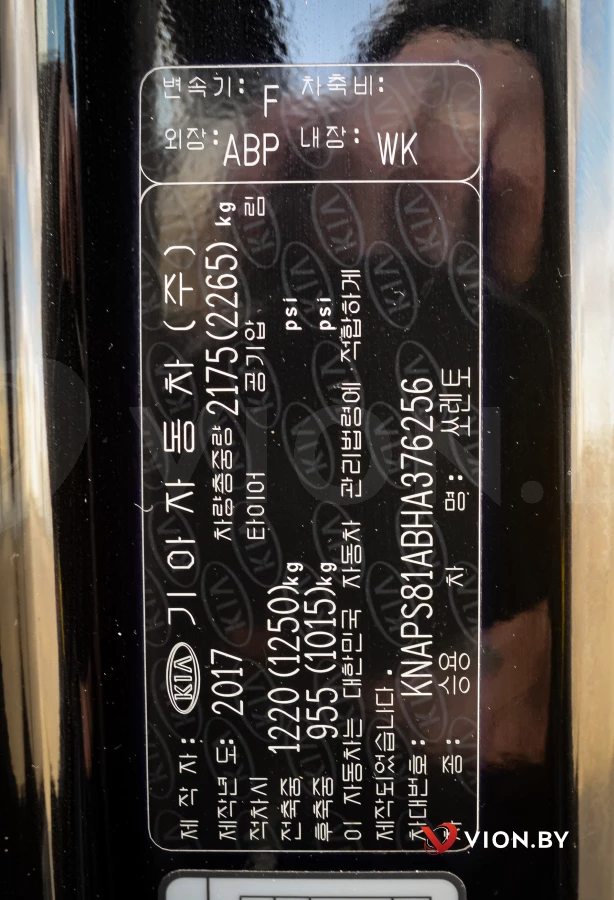 변속기: F 차축비:
외장: ABP 내장: WK
제 작 자: KIA 기아자동차(주)
제작년도: 2017 차량총중량 2175(2265) kg
적차시 타이어 공기압 림
전축중 1220(1250)kg psi
후축중 955(1015)kg psi
이 자동차는 대한민국 자동차 관리법령에 적합하게
제작되었습니다.
차대번호: KNAPS81ABHA376256
종: 승용 차 명: 쏘렌토
VION.BY